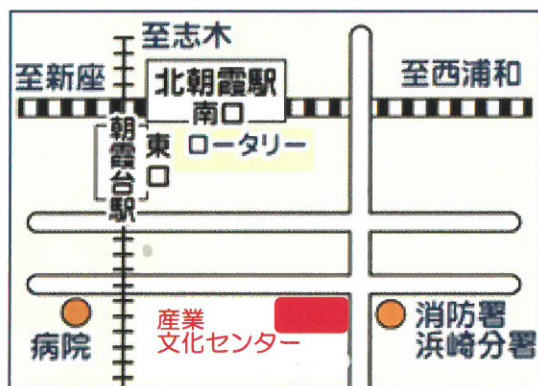 至志木
至新座
北朝霞駅
南口
至西浦和
朝霞台駅
東口
ロータリー
産業
文化センター
病院
消防署
浜崎分署